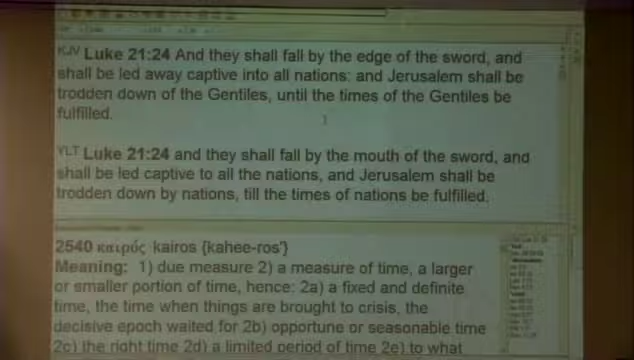 KJV Luke 21:24 And they shall fall by the edge of the sword, and
shall be led away captive into all nations: and Jerusalem shall be
trodden down of the Gentiles, until the times of the Gentiles be
fulfilled.
YLT Luke 21:24 and they shall fall by the mouth of the sword, and
shall be led captive to all the nations, and Jerusalem shall be
trodden down by nations, till the times of nations be fulfilled.
2540 καιρός kairos {kahee-ros'}
Meaning: 1) due measure 2) a measure of time, a larger
or smaller portion of time, hence: 2a) a fixed and definite
time, the time when things are brought to crisis, the
decisive epoch waited for 2b) opportune or seasonable time
2c) the right time 2d) a limited period of time 2e) to what